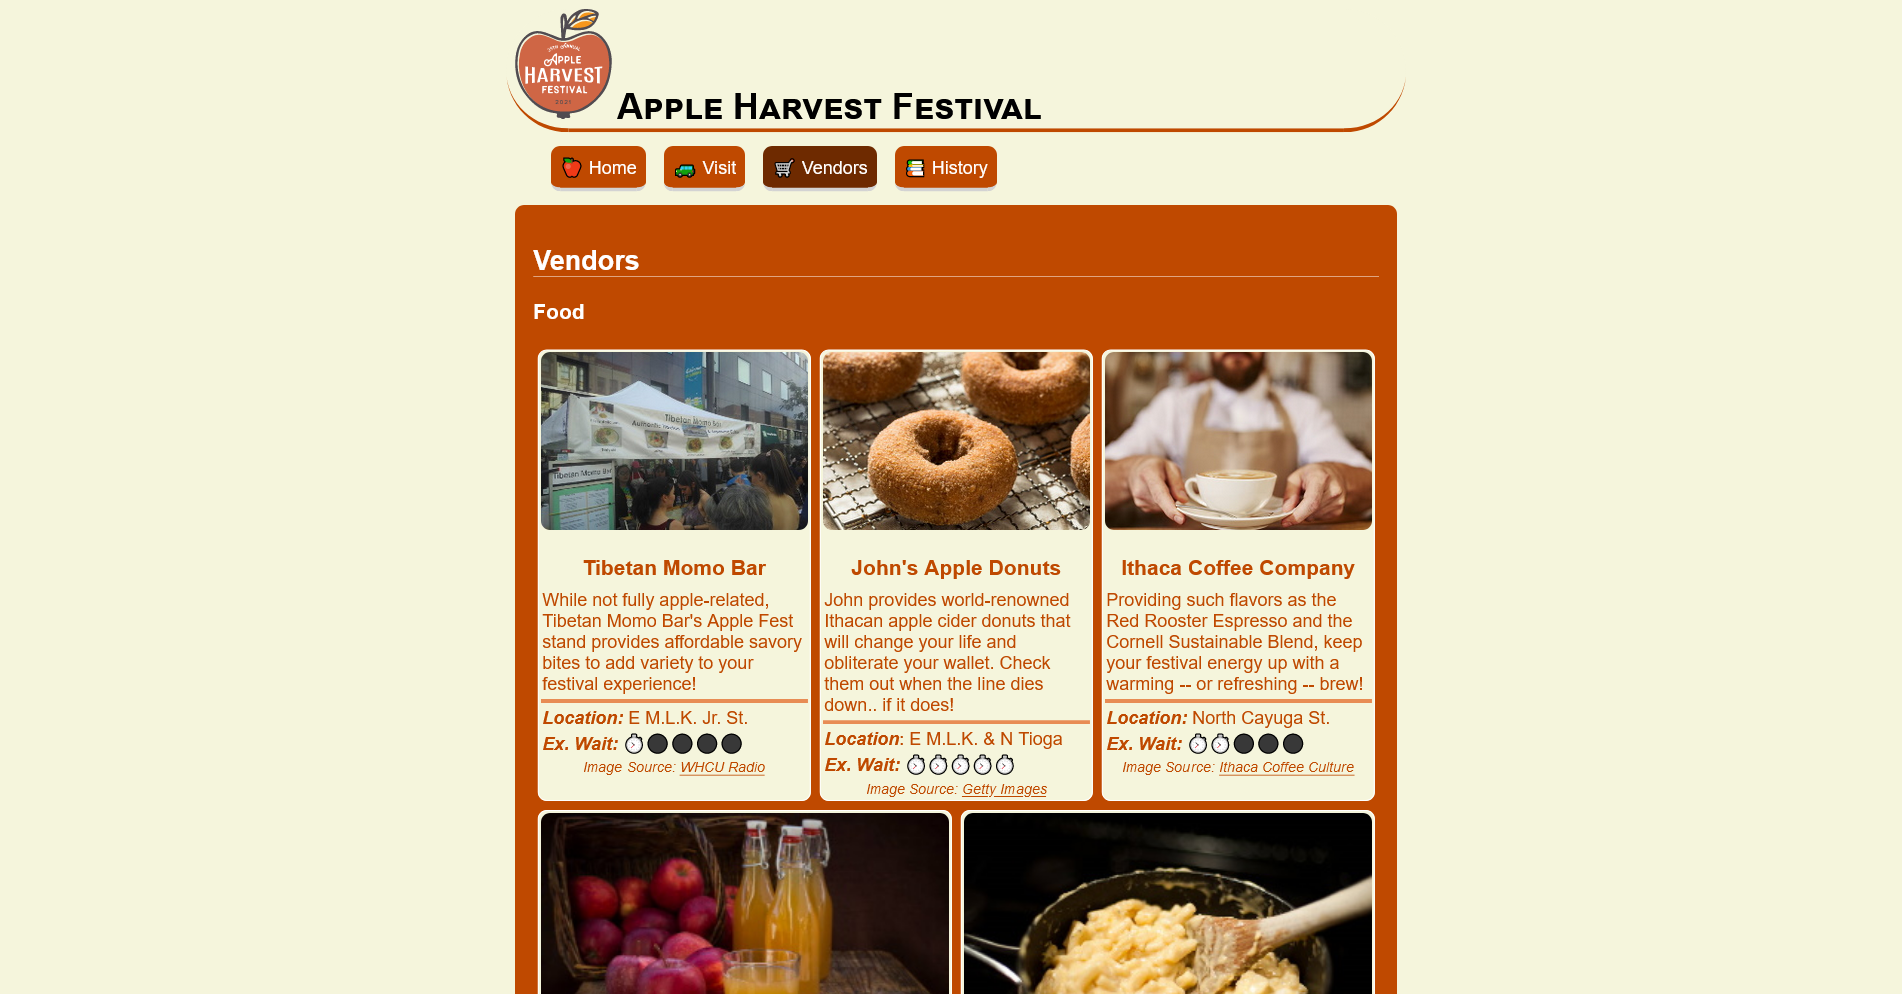 APPLE
HARVEST
FESTIVAL
2021
APPLE HARVEST FESTIVAL
Home
Visit
Vendors
History
Vendors
Food
Tibetan Momo Bar
Tibetan Momo Bar
Tibetan Momo Bar
While not fully apple-related,
Tibetan Momo Bar's Apple Fest
stand provides affordable savory
bites to add variety to your
festival experience!
Location: E M.L.K. Jr. St.
Ex. Wait:
Image Source: WHCU Radio
John's Apple Donuts
John provides world-renowned
Ithacan apple cider donuts that
will change your life and
obliterate your wallet. Check
them out when the line dies
down.. if it does!
Location: E M.L.K. & N Tioga
Ex. Wait:
Image Source: Getty Images
Ithaca Coffee Company
Providing such flavors as the
Red Rooster Espresso and the
Cornell Sustainable Blend, keep
your festival energy up with a
warming -- or refreshing -- brew!
Location: North Cayuga St.
Ex. Wait:
Image Source: Ithaca Coffee Culture